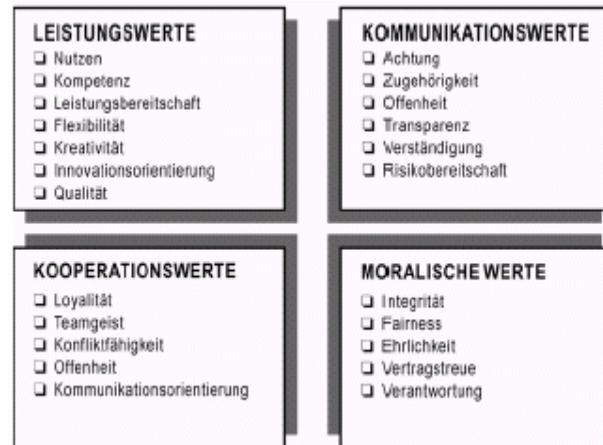 LEISTUNGSWERTE
❑ Nutzen
❑ Kompetenz
❑ Leistungsbereitschaft
❑ Flexibilität
❑ Kreativität
❑ Innovationsorientierung
❑ Qualität
KOMMUNIKATIONSWERTE
❑ Achtung
❑ Zugehörigkeit
❑ Offenheit
❑ Transparenz
❑ Verständigung
❑ Risikobereitschaft
KOOPERATIONSWERTE
❑ Loyalität
❑ Teamgeist
❑ Konfliktfähigkeit
❑ Offenheit
❑ Kommunikationsorientierung
MORALISCHE WERTE
❑ Integrität
❑ Fairness
❑ Ehrlichkeit
❑ Vertragstreue
❑ Verantwortung